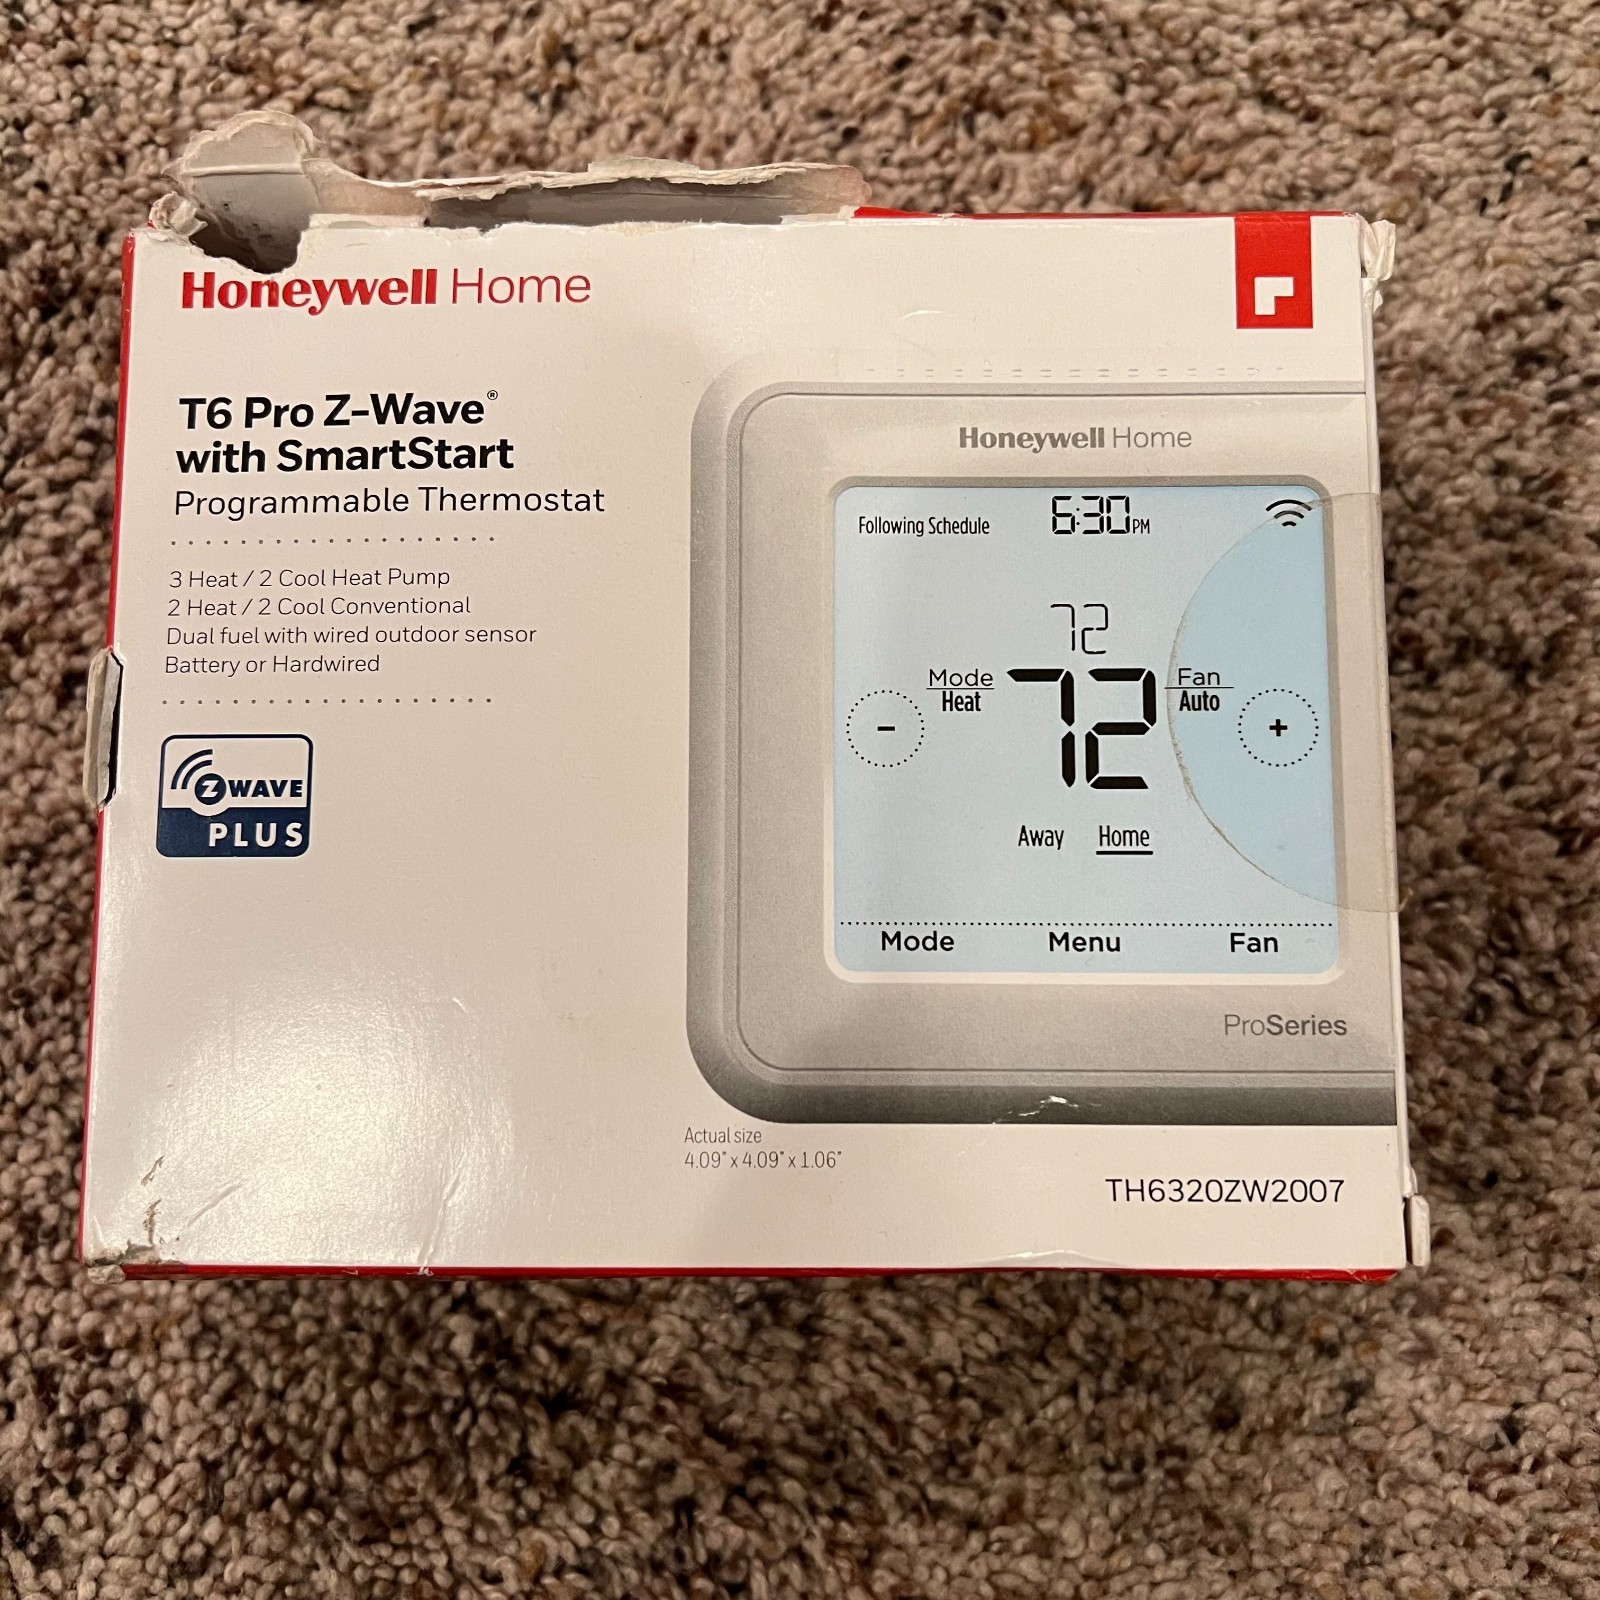 Honeywell Home
T6 Pro Z-Wave®
with SmartStart
Programmable Thermostat
3 Heat / 2 Cool Heat Pump
2 Heat / 2 Cool Conventional
Dual fuel with wired outdoor sensor
Battery or Hardwired
Z WAVE
PLUS
Honeywell Home
Following Schedule 6:30 PM
72
Mode
Heat
72
Fan
Auto
- +
Away Home
Mode Menu Fan
ProSeries
Actual size
4.09" x 4.09" x 1.06"
TH6320ZW2007